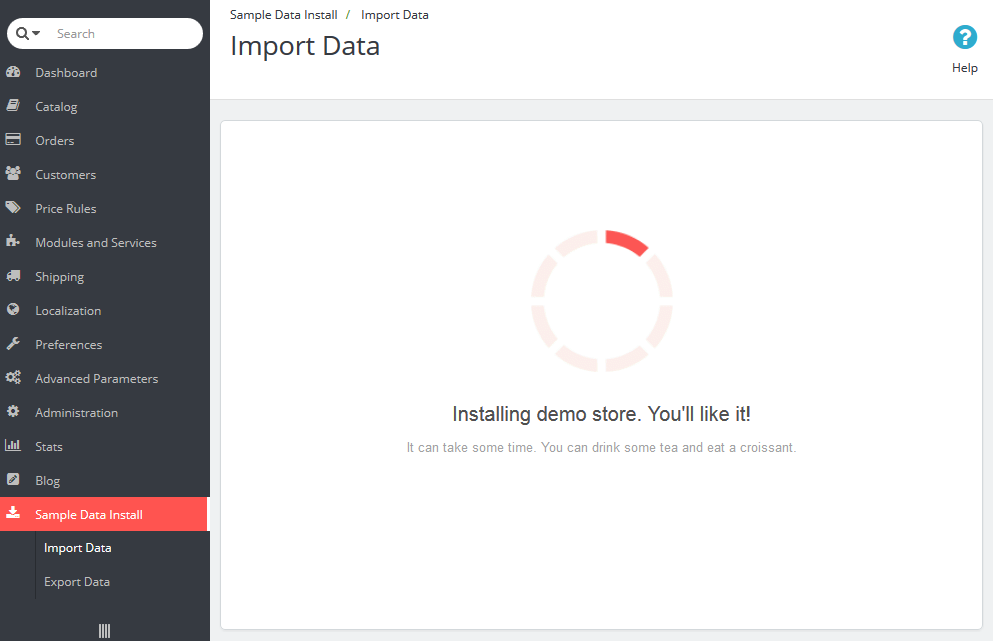 Search
Dashboard
Catalog
Orders
Customers
Price Rules
Modules and Services
Shipping
Localization
Preferences
Advanced Parameters
Administration
Stats
Blog
Sample Data Install
Import Data
Export Data
Sample Data Install / Import Data
Import Data
?
Help
Installing demo store. You'll like it!
It can take some time. You can drink some tea and eat a croissant.